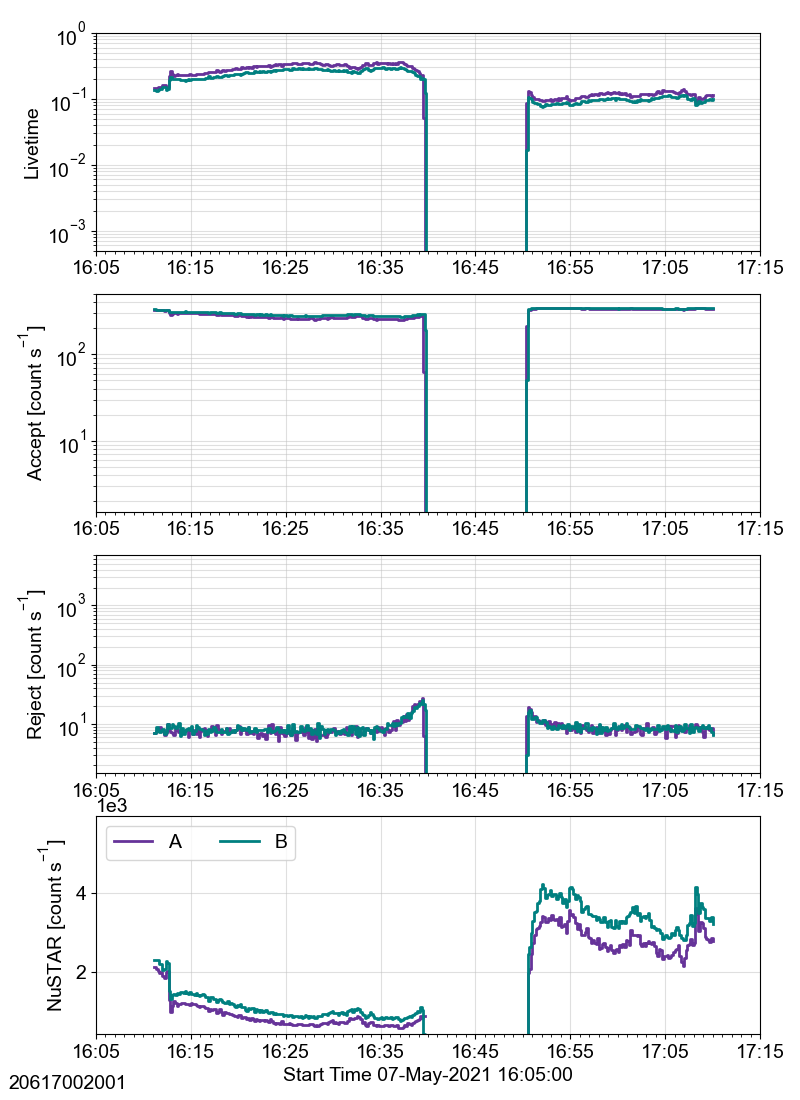 10^0
10^−1
10^−2
10^−3
Livetime
16:05 16:15 16:25 16:35 16:45 16:55 17:05 17:15
10^2
10^1
Accept [count s^−1]
16:05 16:15 16:25 16:35 16:45 16:55 17:05 17:15
10^3
10^2
10^1
Reject [count s^−1]
16:05 16:15 16:25 16:35 16:45 16:55 17:05 17:15
1e3
A B
4
2
NuSTAR [count s^−1]
16:05 16:15 16:25 16:35 16:45 16:55 17:05 17:15
Start Time 07-May-2021 16:05:00
20617002001